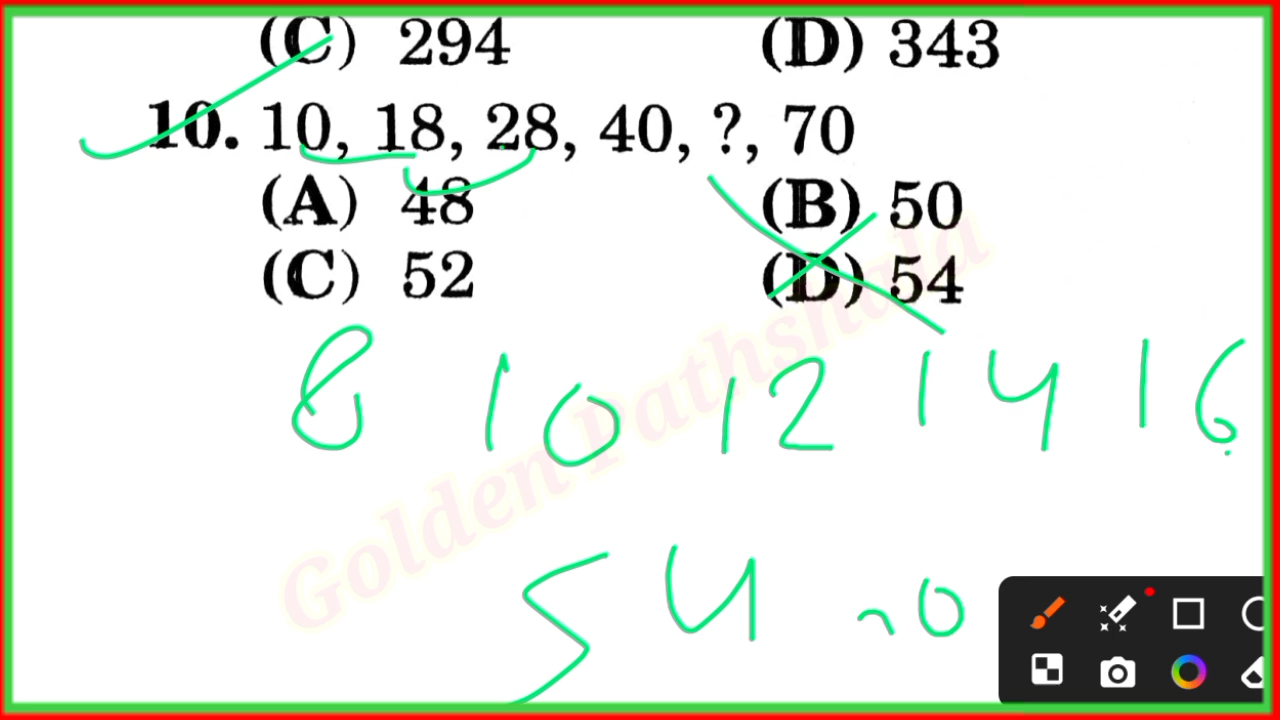 (C) 294 (D) 343
10. 10, 18, 28, 40, ?, 70
(A) 48 (B) 50
(C) 52 (D) 54
8 10 12 14 16
54 0
Golden Pathshala